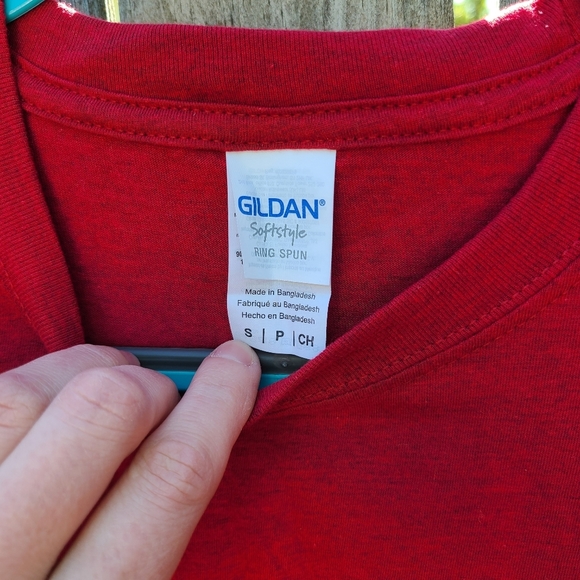 GILDAN®
Softstyle
RING SPUN
Made in Bangladesh
Fabriqué au Bangladesh
Hecho en Bangladesh
S | P | CH